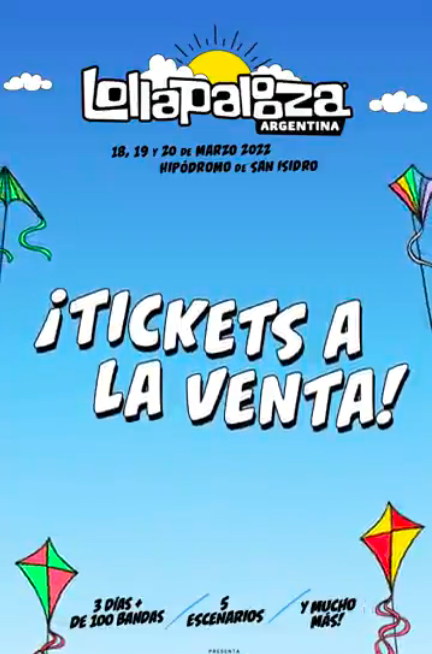 Lollapalooza
ARGENTINA
18, 19 Y 20 DE MARZO 2022
HIPÓDROMO DE SAN ISIDRO
¡TICKETS A
LA VENTA!
3 DÍAS +
DE 100 BANDAS
5
ESCENARIOS
Y MUCHO
MÁS!
PRESENTA